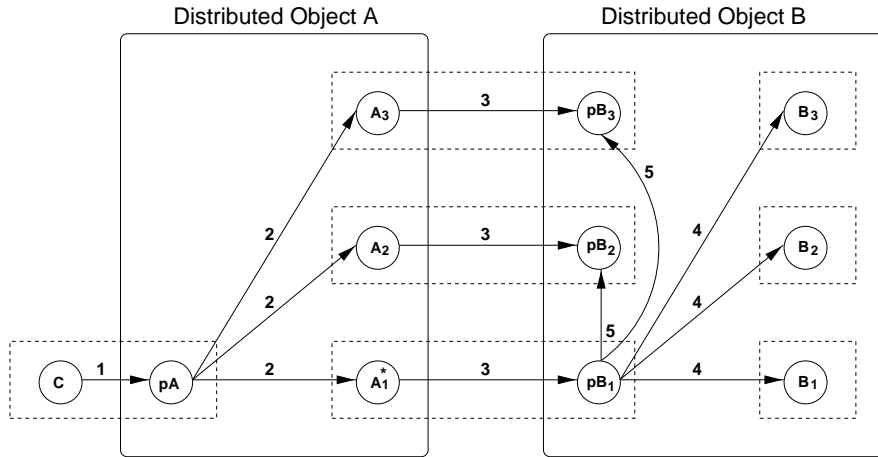 Distributed Object A Distributed Object B
A3 3 pB3 B3
5
2 4
A2 3 pB2 B2
2 4
5
C 1 pA 2 A1* 3 pB1 4 B1